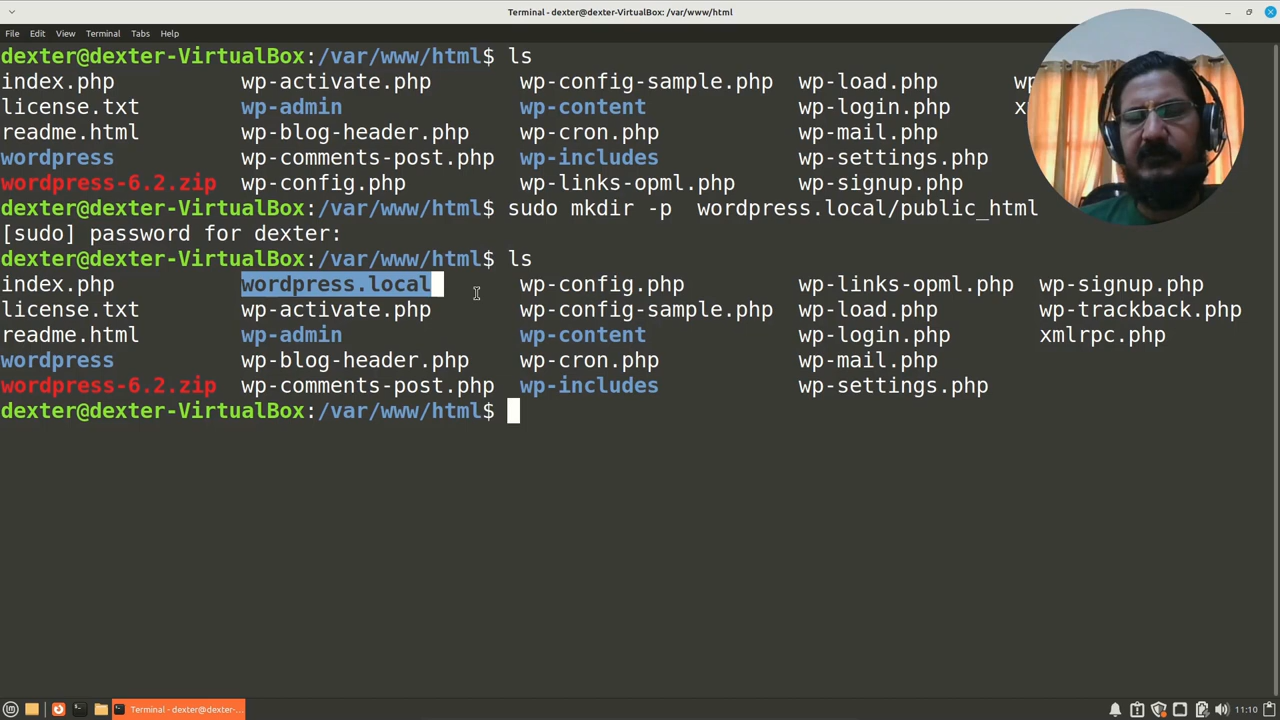 Terminal - dexter@dexter-VirtualBox: /var/www/html
File Edit View Terminal Tabs Help
dexter@dexter-VirtualBox:/var/www/html$ ls
index.php wp-activate.php wp-config-sample.php wp-load.php
license.txt wp-admin wp-content wp-login.php
readme.html wp-blog-header.php wp-cron.php wp-mail.php
wordpress wp-comments-post.php wp-includes wp-settings.php
wordpress-6.2.zip wp-config.php wp-links-opml.php wp-signup.php
dexter@dexter-VirtualBox:/var/www/html$ sudo mkdir -p  wordpress.local/public_html
[sudo] password for dexter:
dexter@dexter-VirtualBox:/var/www/html$ ls
index.php wordpress.local wp-config.php wp-links-opml.php wp-signup.php
license.txt wp-activate.php wp-config-sample.php wp-load.php wp-trackback.php
readme.html wp-admin wp-content wp-login.php xmlrpc.php
wordpress wp-blog-header.php wp-cron.php wp-mail.php
wordpress-6.2.zip wp-comments-post.php wp-includes wp-settings.php
dexter@dexter-VirtualBox:/var/www/html$
Terminal - dexter@dexter-... 11:10